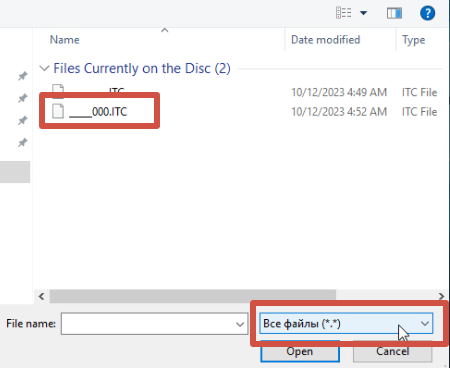 Name Date modified Type
Files Currently on the Disc (2)
.ITC 10/12/2023 4:49 AM ITC File
____000.ITC 10/12/2023 4:52 AM ITC File
File name: Все файлы (*.*)
Open Cancel